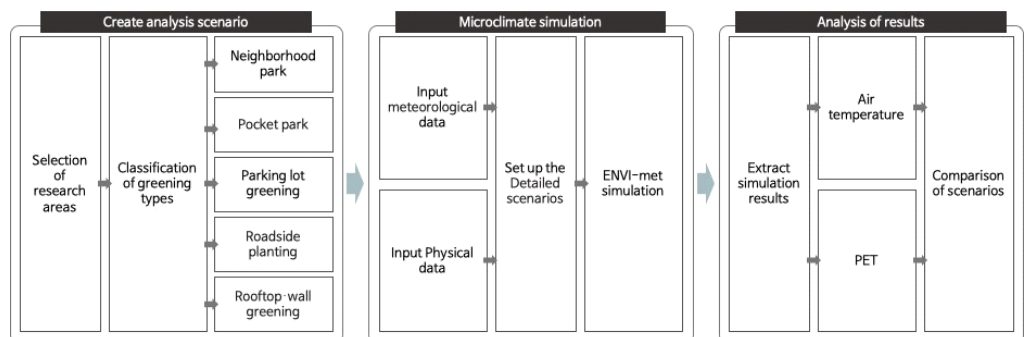 Create analysis scenario
Selection
of
research
areas
Classification
of greening
types
Neighborhood
park
Pocket park
Parking lot
greening
Roadside
planting
Rooftop·wall
greening
Microclimate simulation
Input
meteorological
data
Input Physical
data
Set up the
Detailed
scenarios
ENVI-met
simulation
Analysis of results
Extract
simulation
results
Air
temperature
PET
Comparison
of scenarios